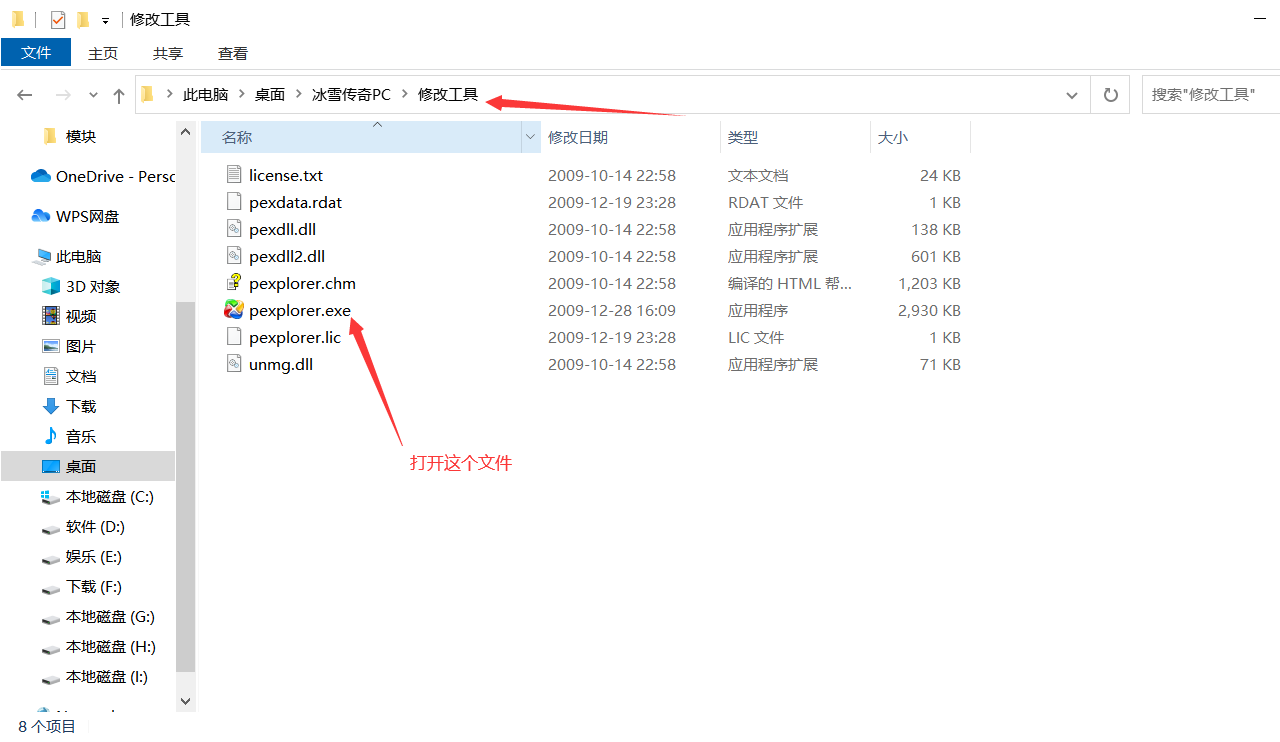 修改工具
文件 主页 共享 查看
此电脑 桌面 冰雪传奇PC 修改工具 搜索"修改工具"
名称 修改日期 类型 大小
模块
OneDrive - Perso
WPS网盘
此电脑
3D 对象
视频
图片
文档
下载
音乐
桌面
本地磁盘 (C:)
软件 (D:)
娱乐 (E:)
下载 (F:)
本地磁盘 (G:)
本地磁盘 (H:)
本地磁盘 (I:)
license.txt 2009-10-14 22:58 文本文档 24 KB
pexdata.rdat 2009-12-19 23:28 RDAT 文件 1 KB
pexdll.dll 2009-10-14 22:58 应用程序扩展 138 KB
pexdll2.dll 2009-10-14 22:58 应用程序扩展 601 KB
pexplorer.chm 2009-10-14 22:58 编译的 HTML 帮... 1,203 KB
pexplorer.exe 2009-12-28 16:09 应用程序 2,930 KB
pexplorer.lic 2009-12-19 23:28 LIC 文件 1 KB
unmg.dll 2009-10-14 22:58 应用程序扩展 71 KB
打开这个文件
8 个项目